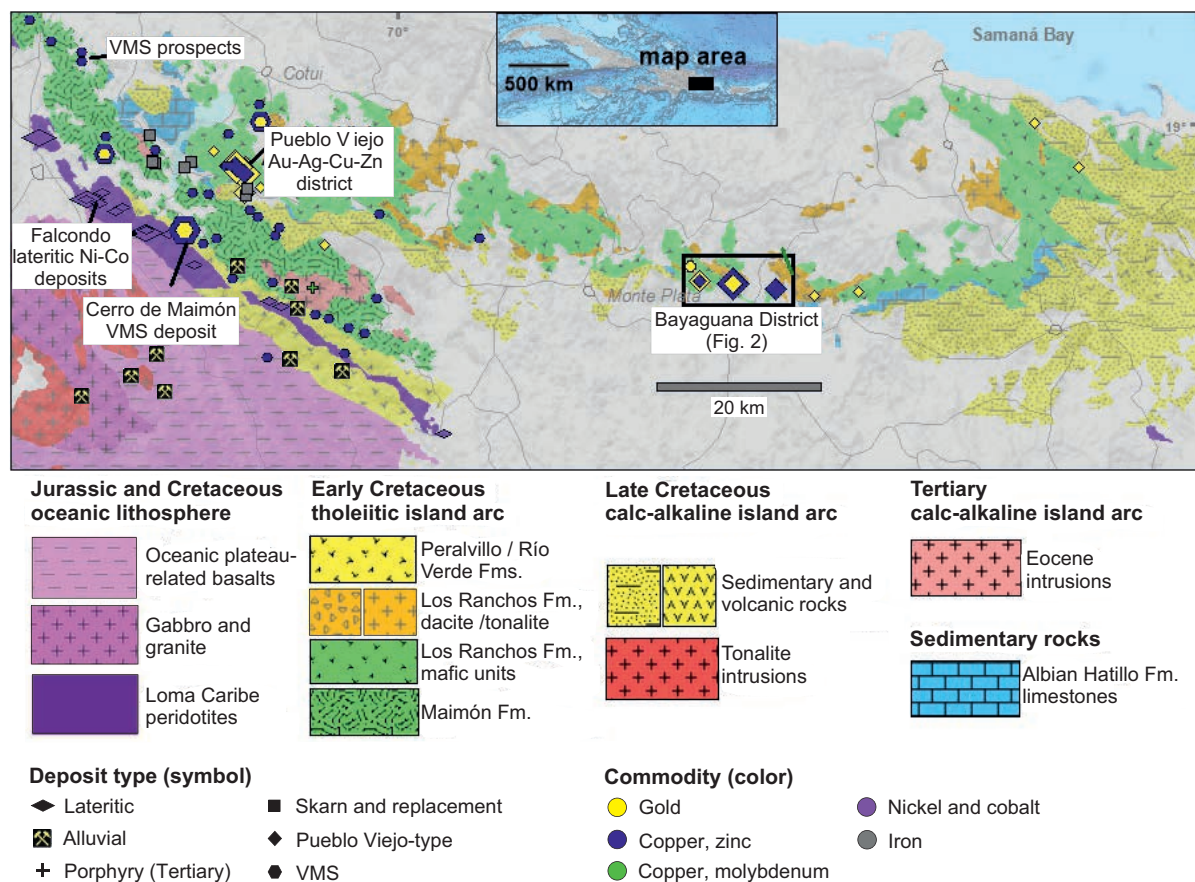 VMS prospects
70°
Cotui
500 km
map area
Samaná Bay
19°
Pueblo V iejo
Au-Ag-Cu-Zn
district
Falcondo
lateritic Ni-Co
deposits
Cerro de Maimón
VMS deposit
Monte Plata
Bayaguana District
(Fig. 2)
20 km
Jurassic and Cretaceous
oceanic lithosphere
Oceanic plateau-
related basalts
Gabbro and
granite
Loma Caribe
peridotites
Early Cretaceous
tholeiitic island arc
Peralvillo / Río
Verde Fms.
Los Ranchos Fm.,
dacite /tonalite
Los Ranchos Fm.,
mafic units
Maimón Fm.
Late Cretaceous
calc-alkaline island arc
Sedimentary and
volcanic rocks
Tonalite
intrusions
Tertiary
calc-alkaline island arc
Eocene
intrusions
Sedimentary rocks
Albian Hatillo Fm.
limestones
Deposit type (symbol)
Lateritic
Alluvial
Porphyry (Tertiary)
Skarn and replacement
Pueblo Viejo-type
VMS
Commodity (color)
Gold
Copper, zinc
Copper, molybdenum
Nickel and cobalt
Iron